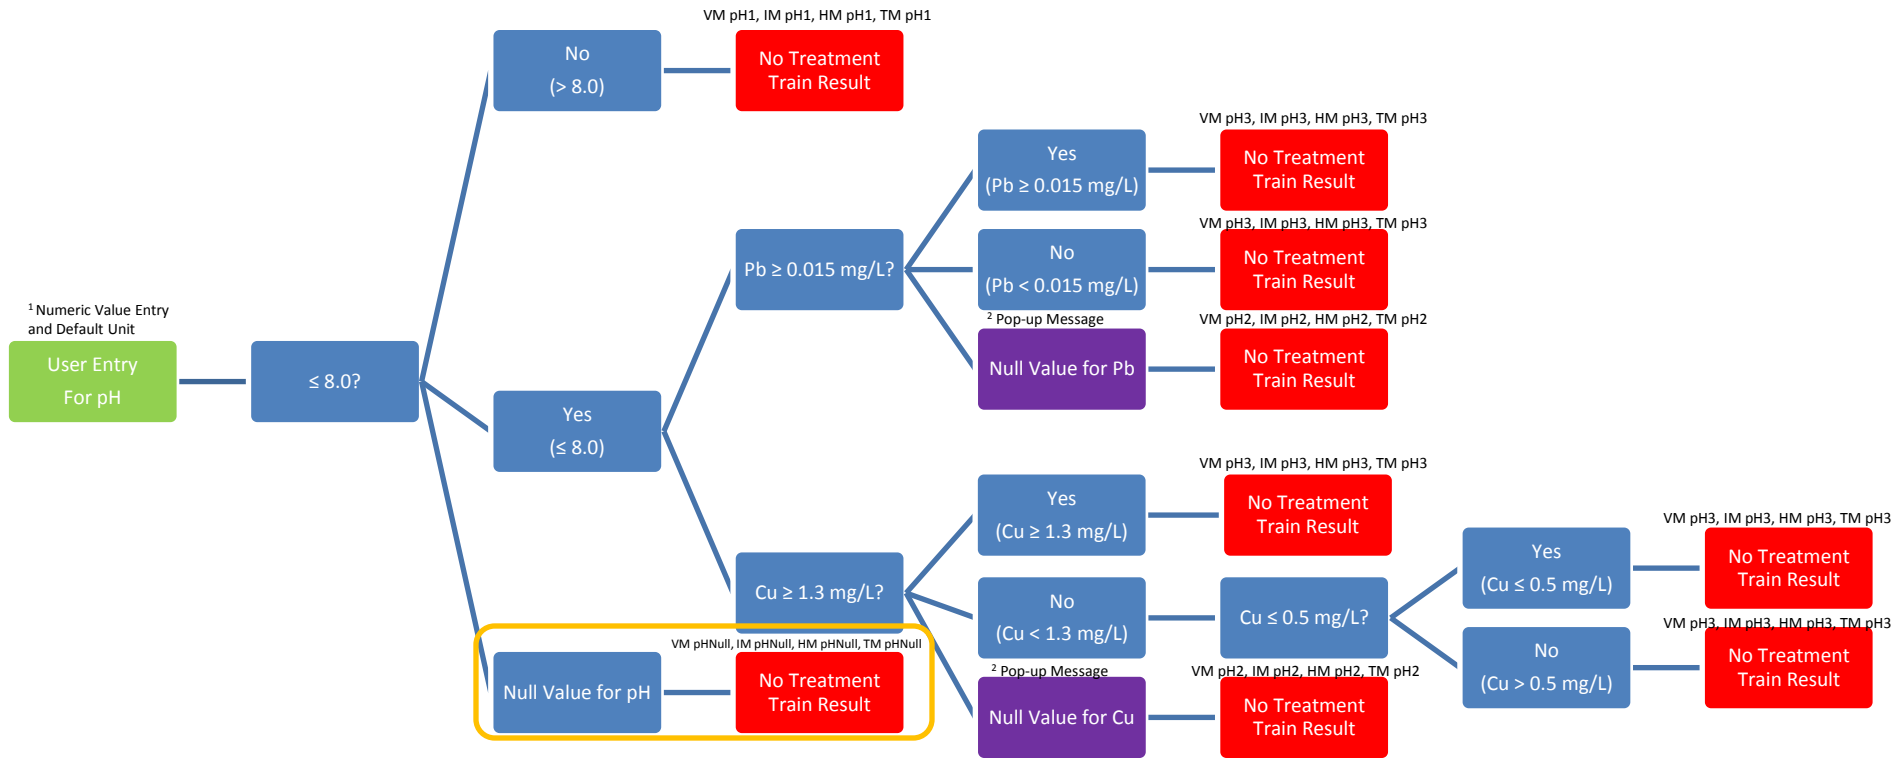 VM pH1, IM pH1, HM pH1, TM pH1
No
(> 8.0)
No Treatment
Train Result
VM pH3, IM pH3, HM pH3, TM pH3
Yes
(Pb ≥ 0.015 mg/L)
No Treatment
Train Result
Pb ≥ 0.015 mg/L?
VM pH3, IM pH3, HM pH3, TM pH3
No
(Pb < 0.015 mg/L)
No Treatment
Train Result
1 Numeric Value Entry
and Default Unit
User Entry
For pH
≤ 8.0?
2 Pop-up Message
VM pH2, IM pH2, HM pH2, TM pH2
Null Value for Pb
No Treatment
Train Result
Yes
(≤ 8.0)
VM pH3, IM pH3, HM pH3, TM pH3
Yes
(Cu ≥ 1.3 mg/L)
No Treatment
Train Result
Cu ≥ 1.3 mg/L?
No
(Cu < 1.3 mg/L)
Cu ≤ 0.5 mg/L?
VM pH3, IM pH3, HM pH3, TM pH3
Yes
(Cu ≤ 0.5 mg/L)
No Treatment
Train Result
VM pH3, IM pH3, HM pH3, TM pH3
No
(Cu > 0.5 mg/L)
No Treatment
Train Result
VM pHNull, IM pHNull, HM pHNull, TM pHNull
Null Value for pH
No Treatment
Train Result
2 Pop-up Message
VM pH2, IM pH2, HM pH2, TM pH2
Null Value for Cu
No Treatment
Train Result